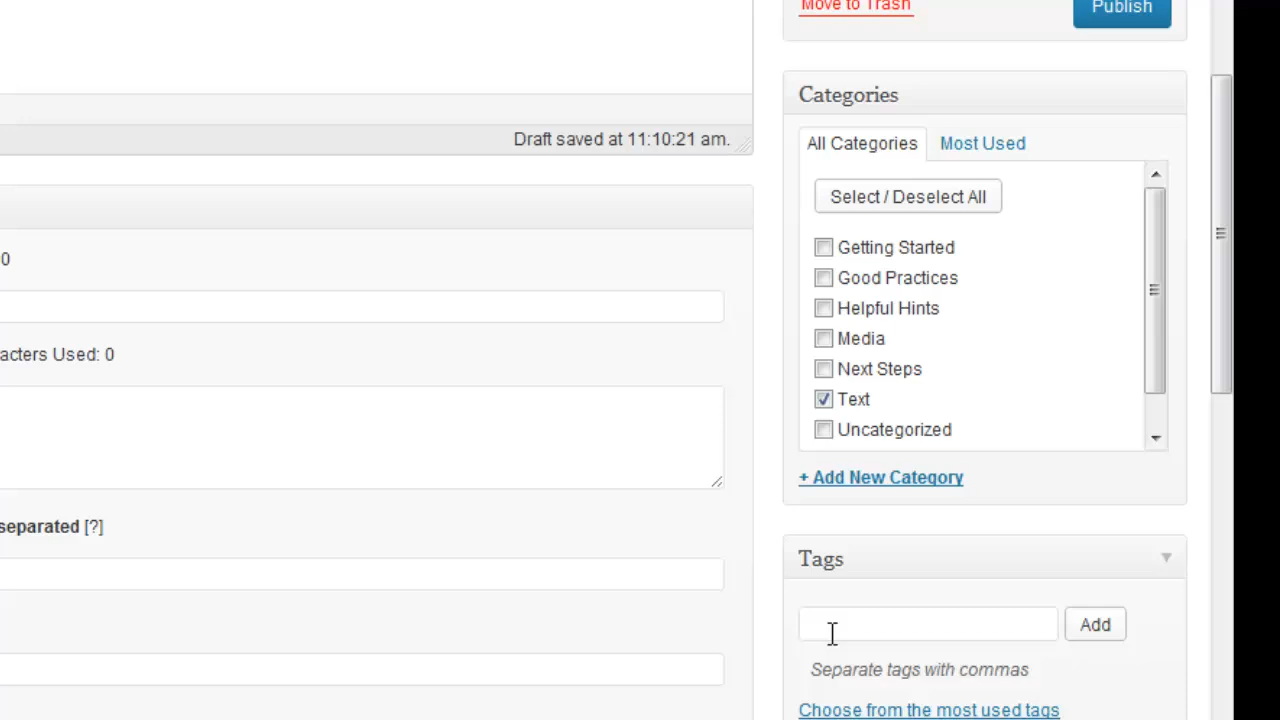 Move to Trash
Publish
Categories
Draft saved at 11:10:21 am.
All Categories
Most Used
Select / Deselect All
Getting Started
0
Good Practices
Helpful Hints
Media
acters Used: 0
Next Steps
Text
Uncategorized
+ Add New Category
separated [?]
Tags
Add
Separate tags with commas
Choose from the most used tags